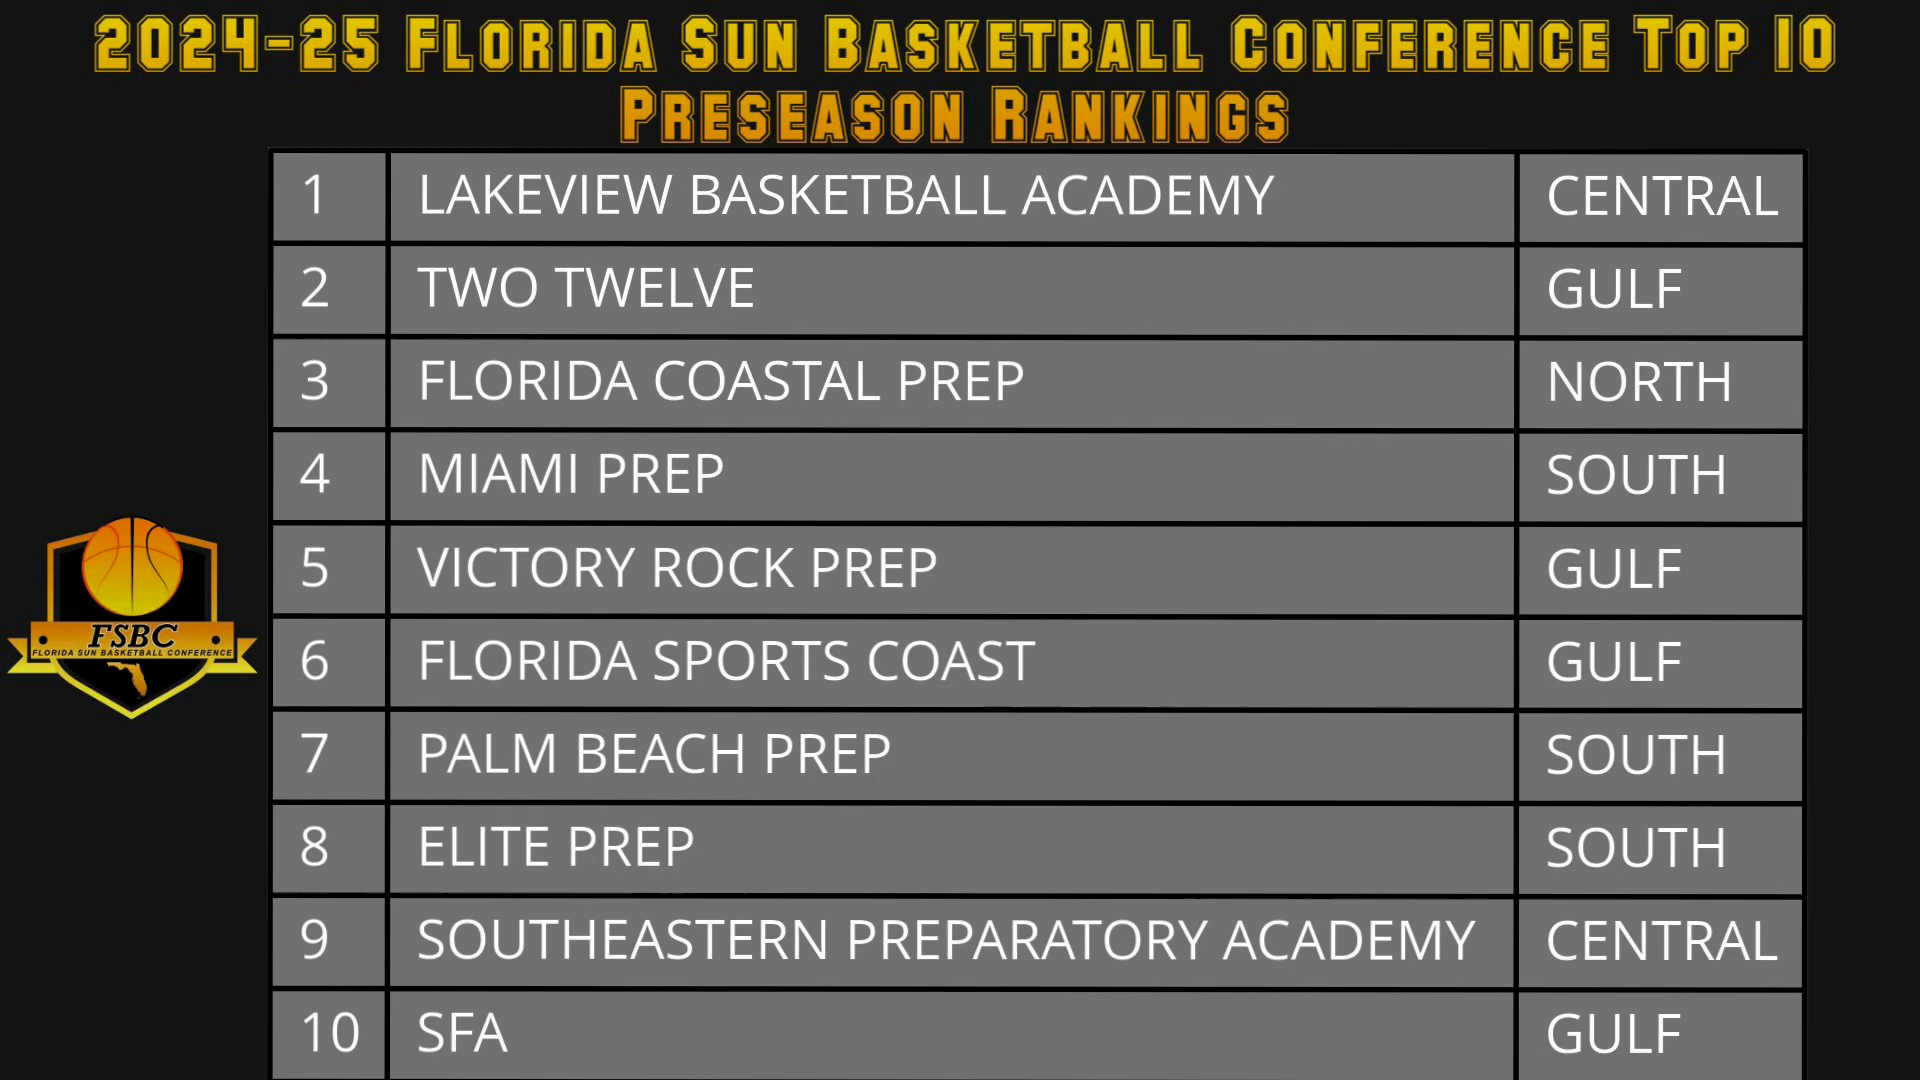 2024-25 Florida Sun Basketball Conference Top 10
Preseason Rankings
1 LAKEVIEW BASKETBALL ACADEMY CENTRAL
2 TWO TWELVE GULF
3 FLORIDA COASTAL PREP NORTH
4 MIAMI PREP SOUTH
5 VICTORY ROCK PREP GULF
6 FLORIDA SPORTS COAST GULF
7 PALM BEACH PREP SOUTH
8 ELITE PREP SOUTH
9 SOUTHEASTERN PREPARATORY ACADEMY CENTRAL
10 SFA GULF
FSBC
FLORIDA SUN BASKETBALL CONFERENCE